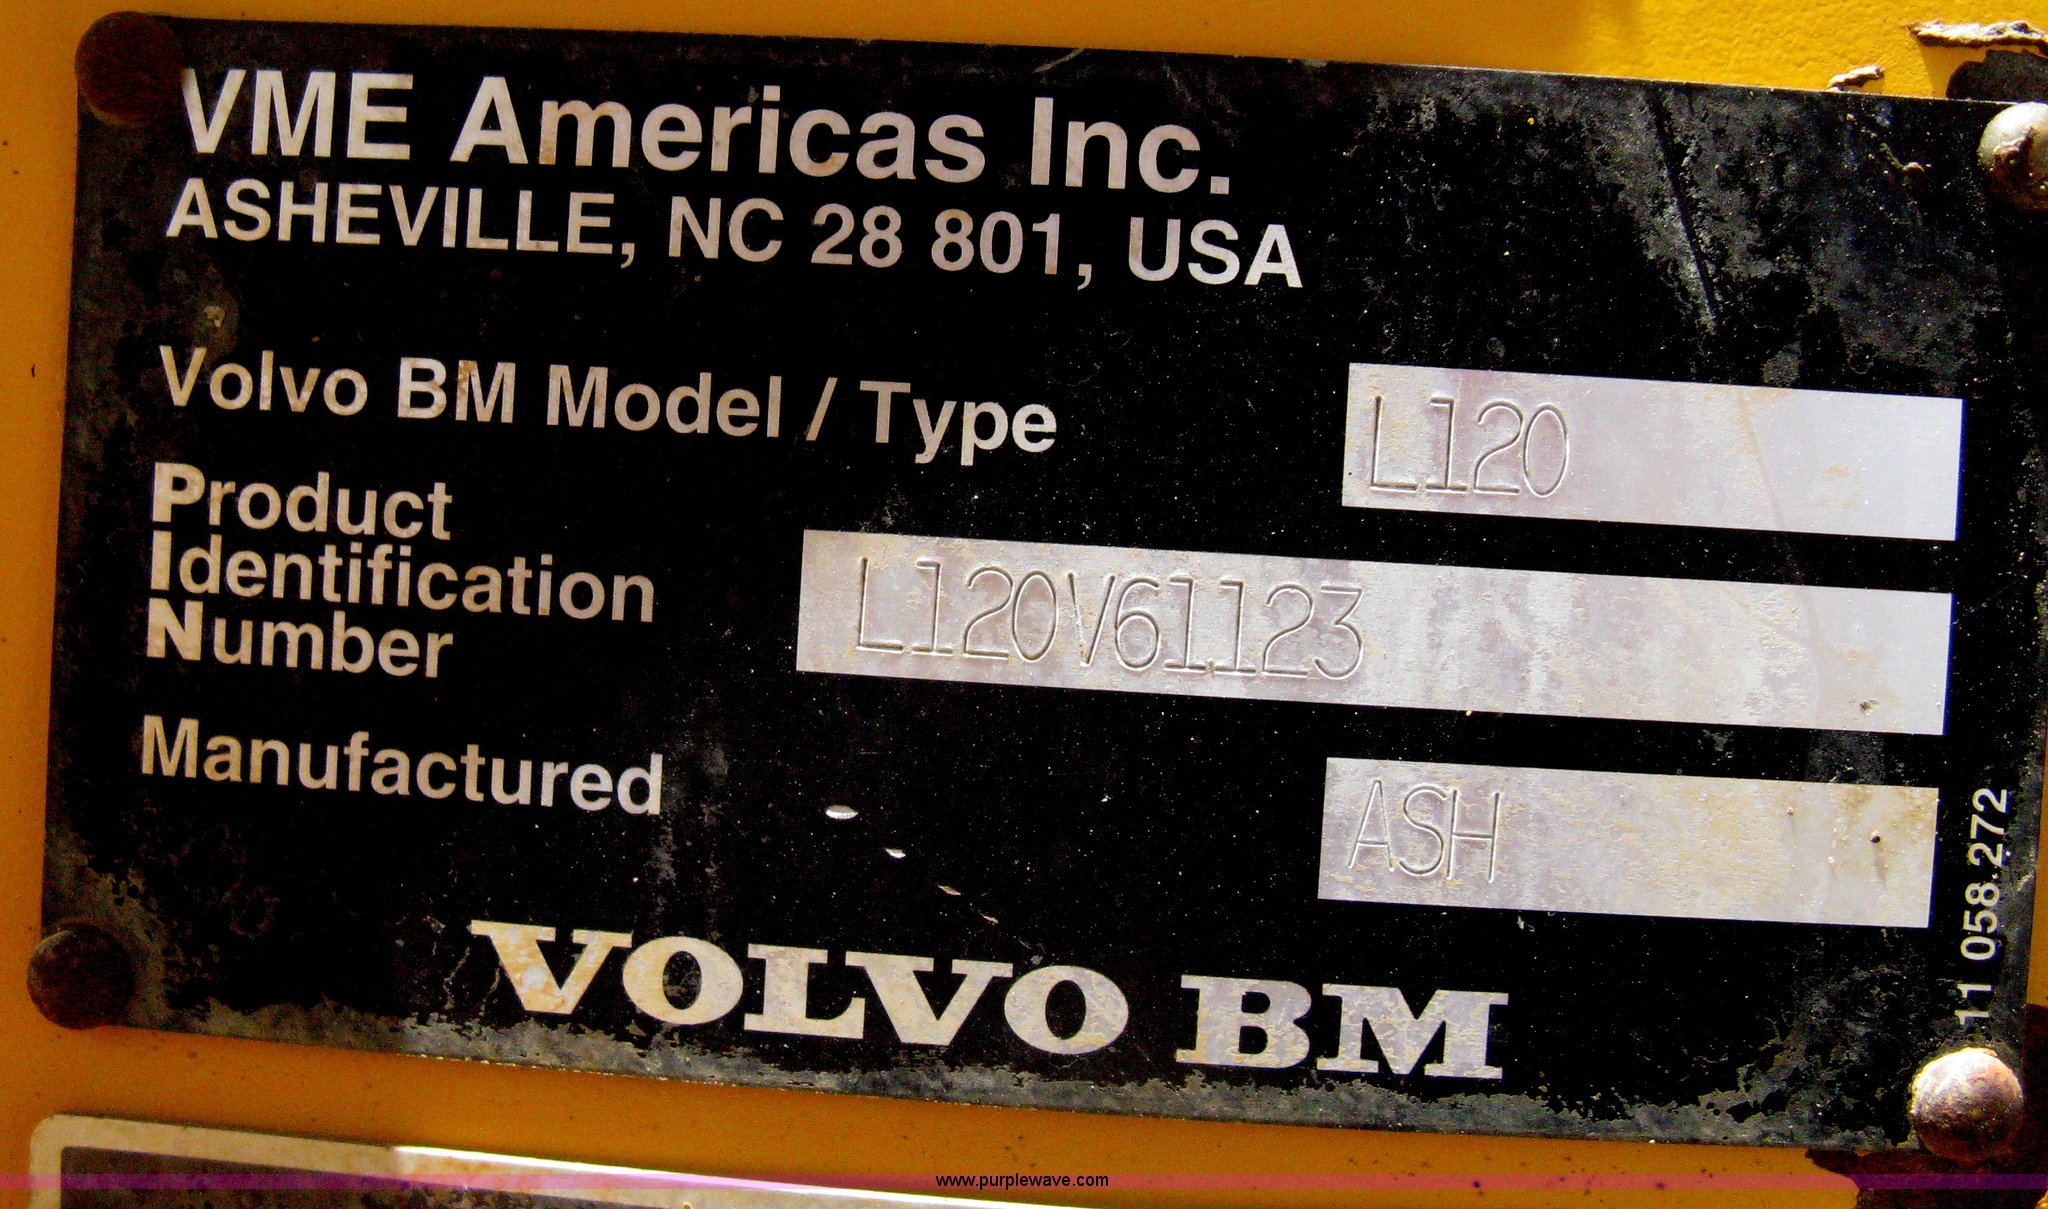 VME Americas Inc.
ASHEVILLE, NC 28 801, USA
Volvo BM Model / Type L120
Product
Identification
Number L120V61123
Manufactured ASH
VOLVO BM
11 058.272
www.purplewave.com